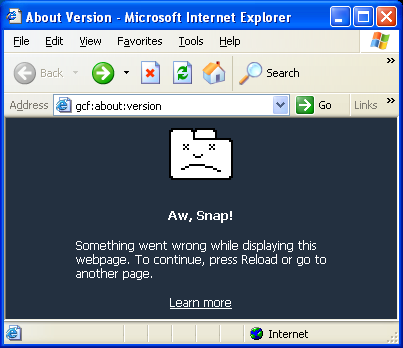 About Version - Microsoft Internet Explorer
File Edit View Favorites Tools Help
Back Search »
Address gcf:about:version Go Links »
Aw, Snap!
Something went wrong while displaying this
webpage. To continue, press Reload or go to
another page.
Learn more
Internet